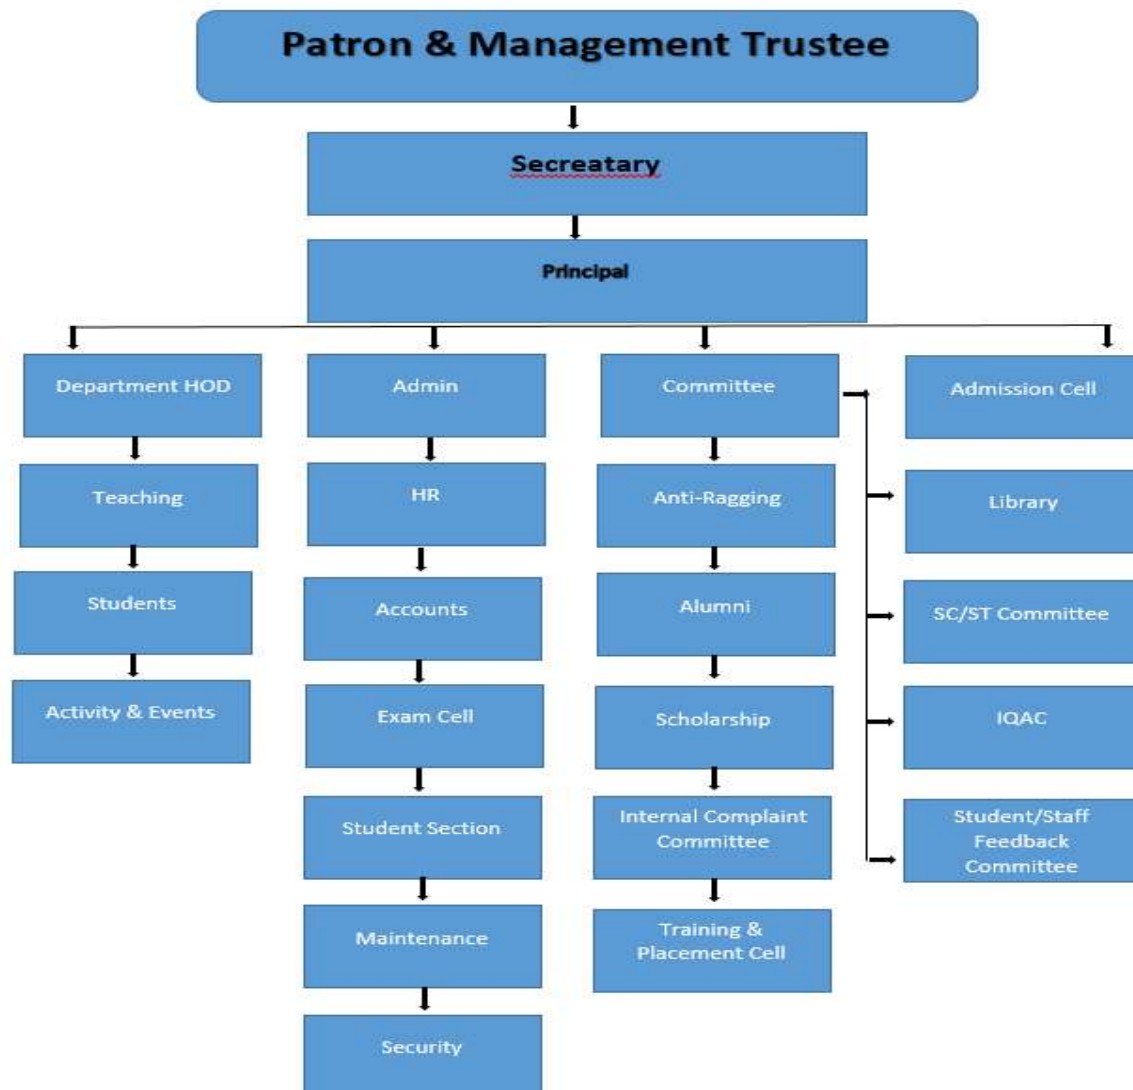 Patron & Management Trustee
Secreatary
Principal
Department HOD
Admin
Committee
Admission Cell
Teaching
HR
Anti-Ragging
Library
Students
Accounts
Alumni
SC/ST Committee
Activity & Events
Exam Cell
Scholarship
IQAC
Student Section
Internal Complaint
Committee
Student/Staff
Feedback
Committee
Maintenance
Training &
Placement Cell
Security